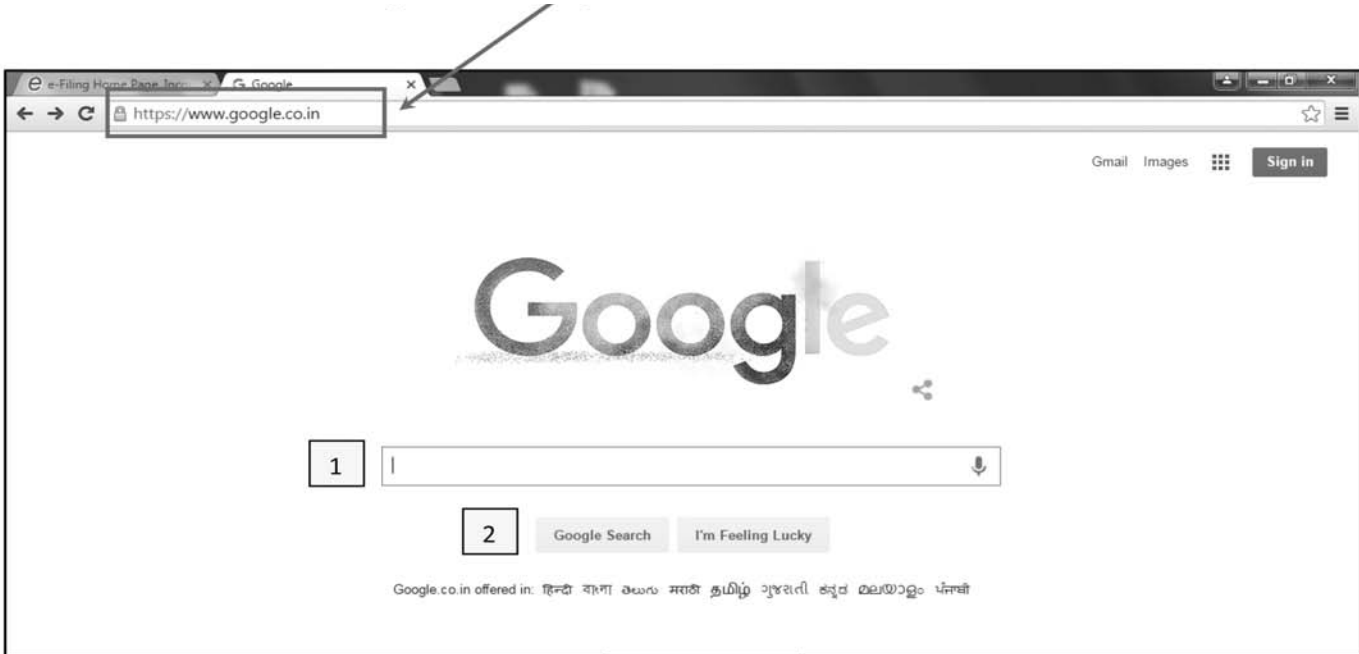 e-Filing Home Page, Inco
Google
https://www.google.co.in
Gmail Images Sign in
Google
1
2 Google Search I'm Feeling Lucky
Google.co.in offered in: हिन्दी বাংলা తెలుగు मराठी தமிழ் ગુજરાતી ಕನ್ನಡ മലയാളം ਪੰਜਾਬੀ